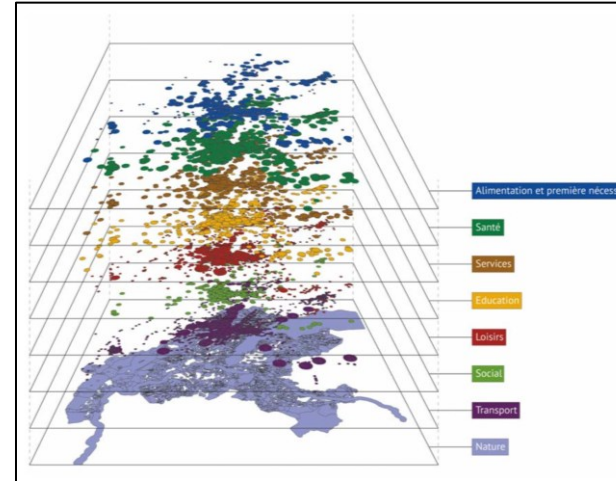 Alimentation et première nécess
Santé
Services
Education
Loisirs
Social
Transport
Nature